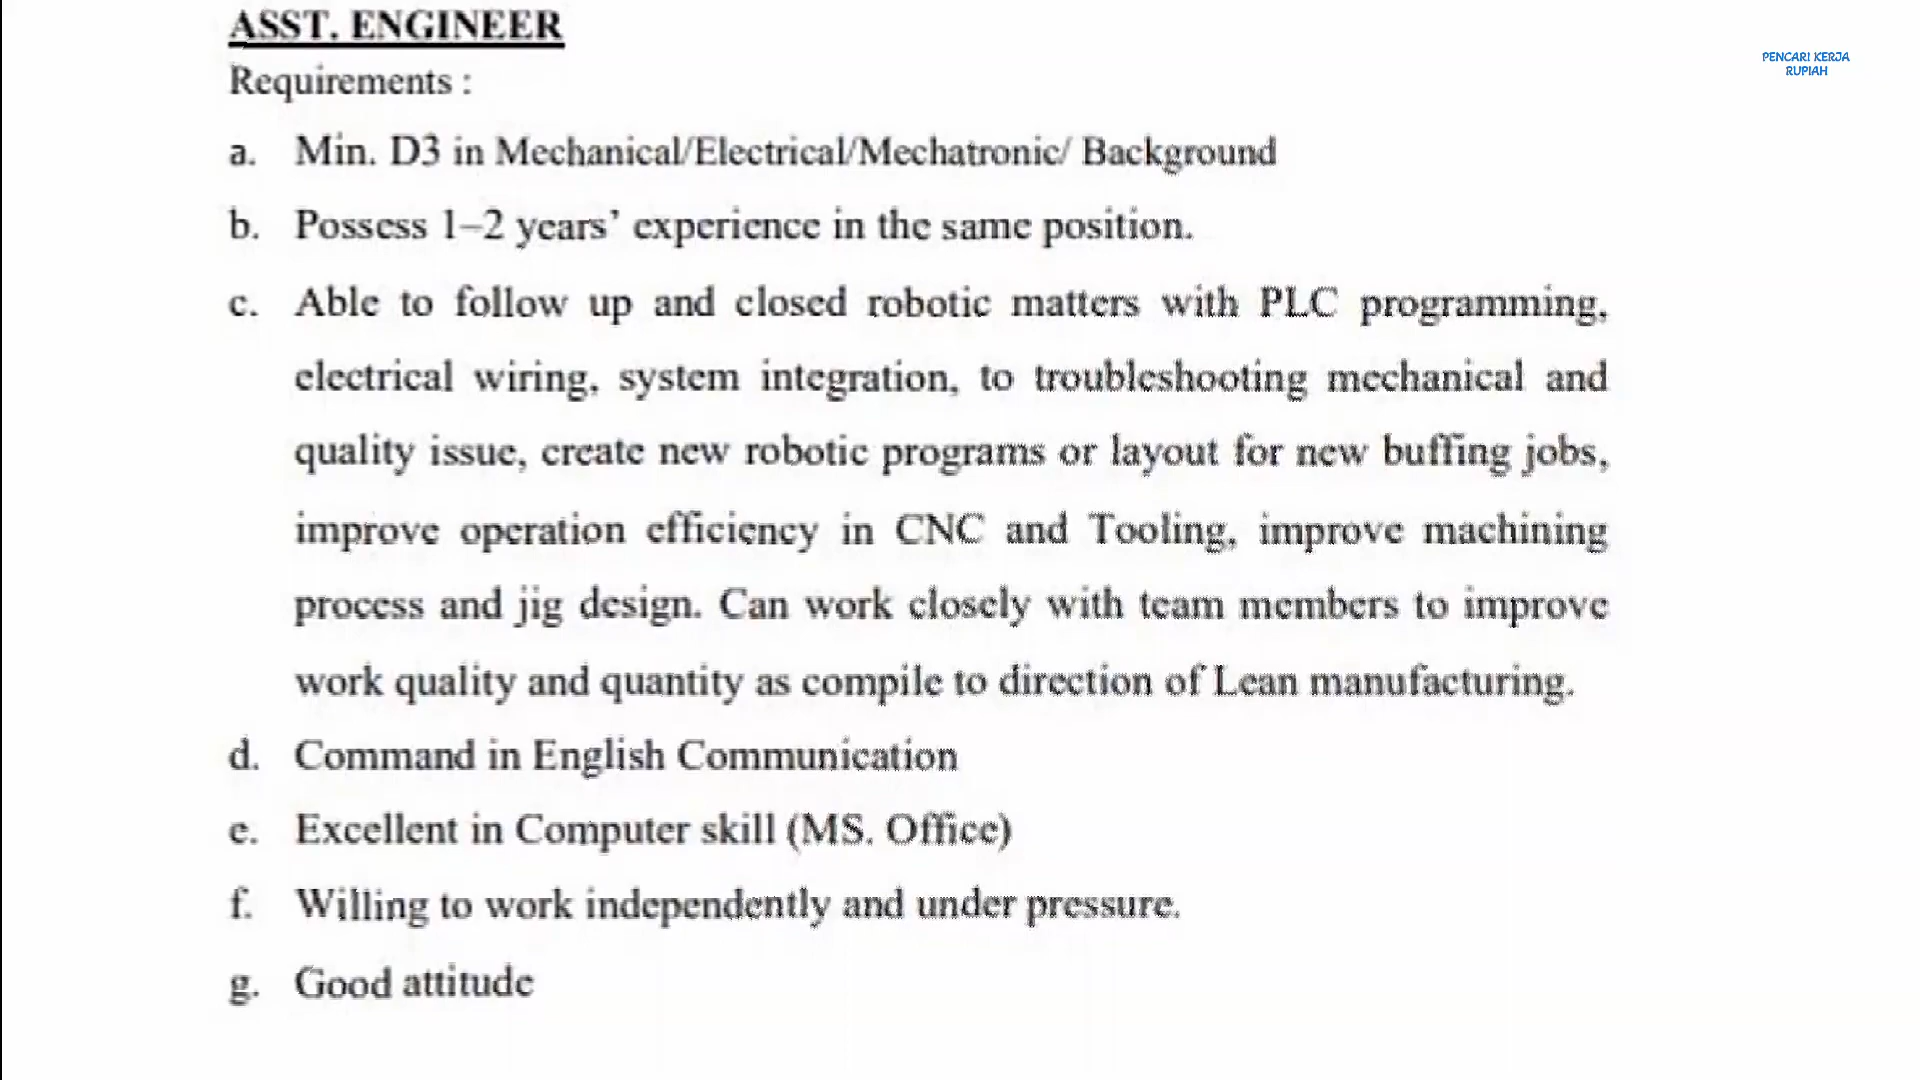 ASST. ENGINEER
PENCARI KERJA
RUPIAH
Requirements :
a. Min. D3 in Mechanical/Electrical/Mechatronic/ Background
b. Possess 1–2 years’ experience in the same position.
c. Able to follow up and closed robotic matters with PLC programming,
electrical wiring, system integration, to troubleshooting mechanical and
quality issue, create new robotic programs or layout for new buffing jobs,
improve operation efficiency in CNC and Tooling, improve machining
process and jig design. Can work closely with team members to improve
work quality and quantity as compile to direction of Lean manufacturing.
d. Command in English Communication
e. Excellent in Computer skill (MS. Office)
f. Willing to work independently and under pressure.
g. Good attitude